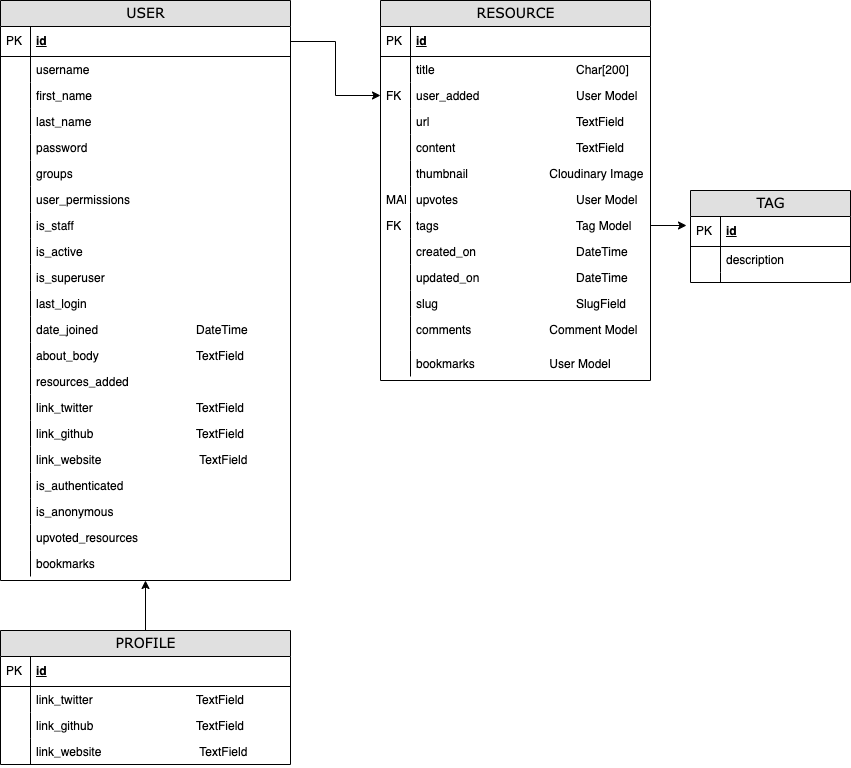 USER
PK id
username
first_name
last_name
password
groups
user_permissions
is_staff
is_active
is_superuser
last_login
date_joined DateTime
about_body TextField
resources_added
link_twitter TextField
link_github TextField
link_website TextField
is_authenticated
is_anonymous
upvoted_resources
bookmarks
RESOURCE
PK id
title Char[200]
FK user_added User Model
url TextField
content TextField
thumbnail Cloudinary Image
MAI upvotes User Model
FK tags Tag Model
created_on DateTime
updated_on DateTime
slug SlugField
comments Comment Model
bookmarks User Model
TAG
PK id
description
PROFILE
PK id
link_twitter TextField
link_github TextField
link_website TextField